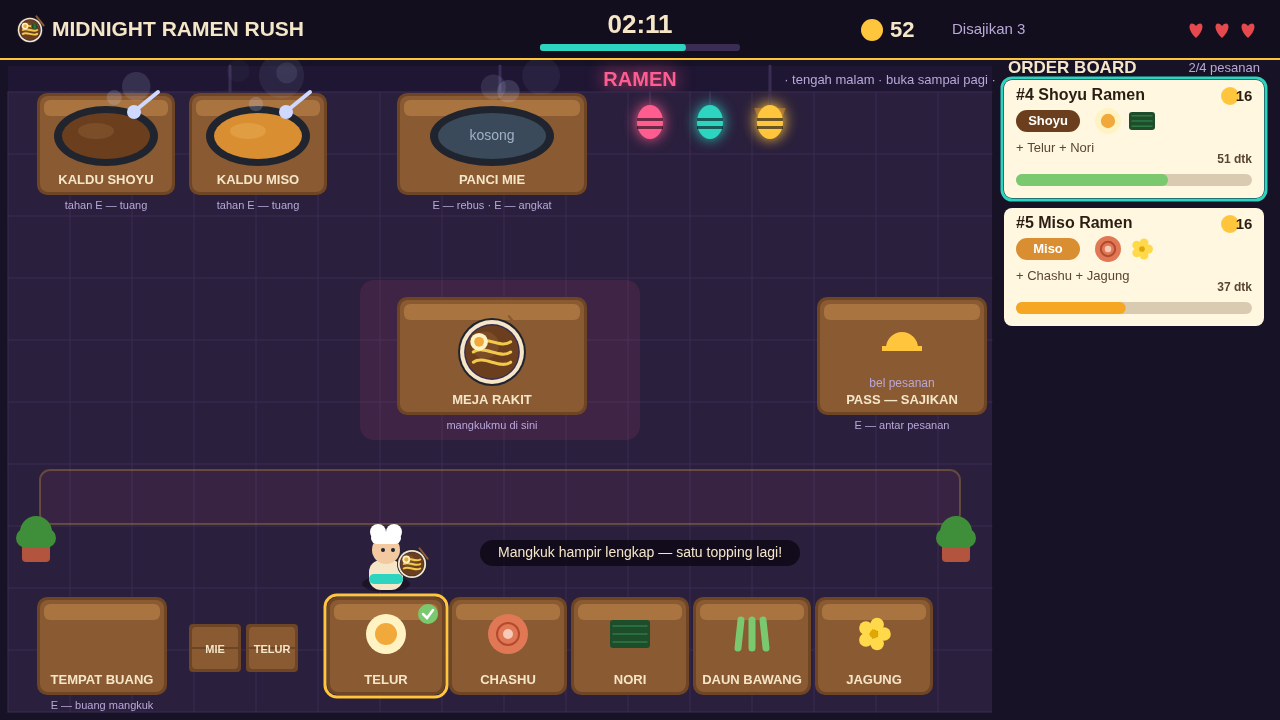 MIDNIGHT RAMEN RUSH
02:11
52
Disajikan 3
RAMEN
· tengah malam · buka sampai pagi ·
ORDER BOARD
2/4 pesanan
#4 Shoyu Ramen
16
Shoyu
+ Telur + Nori
51 dtk
#5 Miso Ramen
16
Miso
+ Chashu + Jagung
37 dtk
KALDU SHOYU
tahan E — tuang
KALDU MISO
tahan E — tuang
kosong
PANCI MIE
E — rebus · E — angkat
MEJA RAKIT
mangkukmu di sini
bel pesanan
PASS — SAJIKAN
E — antar pesanan
Mangkuk hampir lengkap — satu topping lagi!
TEMPAT BUANG
E — buang mangkuk
MIE
TELUR
TELUR
CHASHU
NORI
DAUN BAWANG
JAGUNG